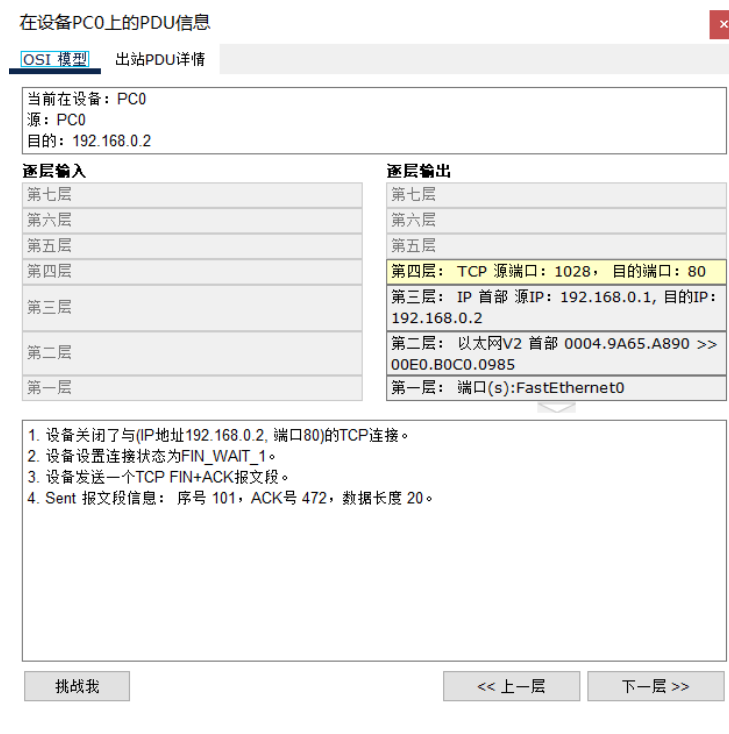 在设备PC0上的PDU信息
×
OSI 模型 出站PDU详情
当前在设备：PC0
源：PC0
目的：192.168.0.2
逐层输入 逐层输出
第七层 第七层
第六层 第六层
第五层 第五层
第四层 第四层： TCP 源端口：1028， 目的端口：80
第三层 第三层： IP 首部 源IP：192.168.0.1, 目的IP：
192.168.0.2
第二层 第二层： 以太网V2 首部 0004.9A65.A890 >>
00E0.B0C0.0985
第一层 第一层： 端口(s):FastEthernet0
1. 设备关闭了与(IP地址192.168.0.2, 端口80)的TCP连接。
2. 设备设置连接状态为FIN_WAIT_1。
3. 设备发送一个TCP FIN+ACK报文段。
4. Sent 报文段信息： 序号 101，ACK号 472，数据长度 20。
挑战我 << 上一层 下一层 >>